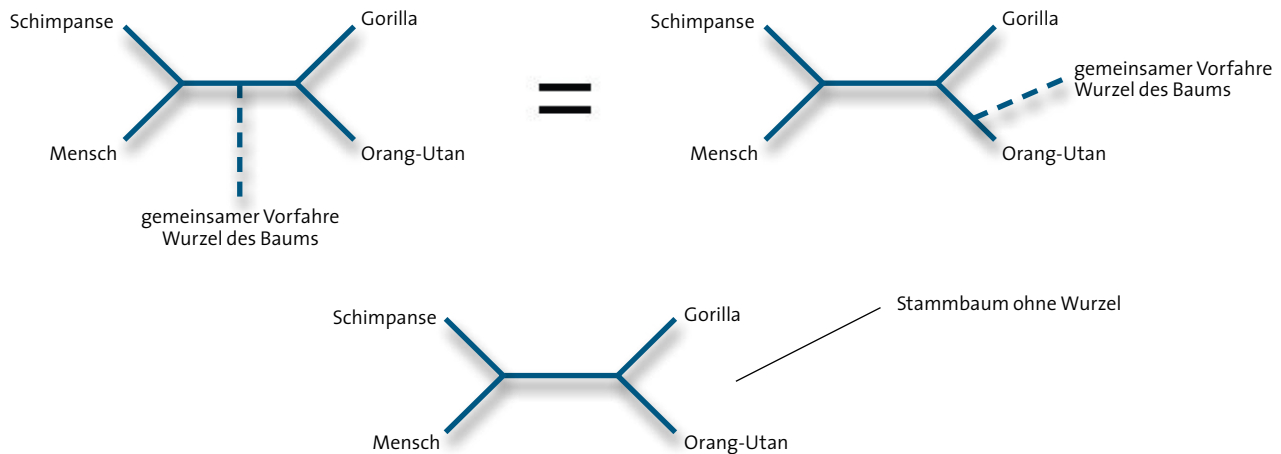 Schimpanse
Gorilla
Mensch
Orang-Utan
gemeinsamer Vorfahre
Wurzel des Baums
=
Schimpanse
Gorilla
gemeinsamer Vorfahre
Wurzel des Baums
Mensch
Orang-Utan
Schimpanse
Gorilla
Stammbaum ohne Wurzel
Mensch
Orang-Utan